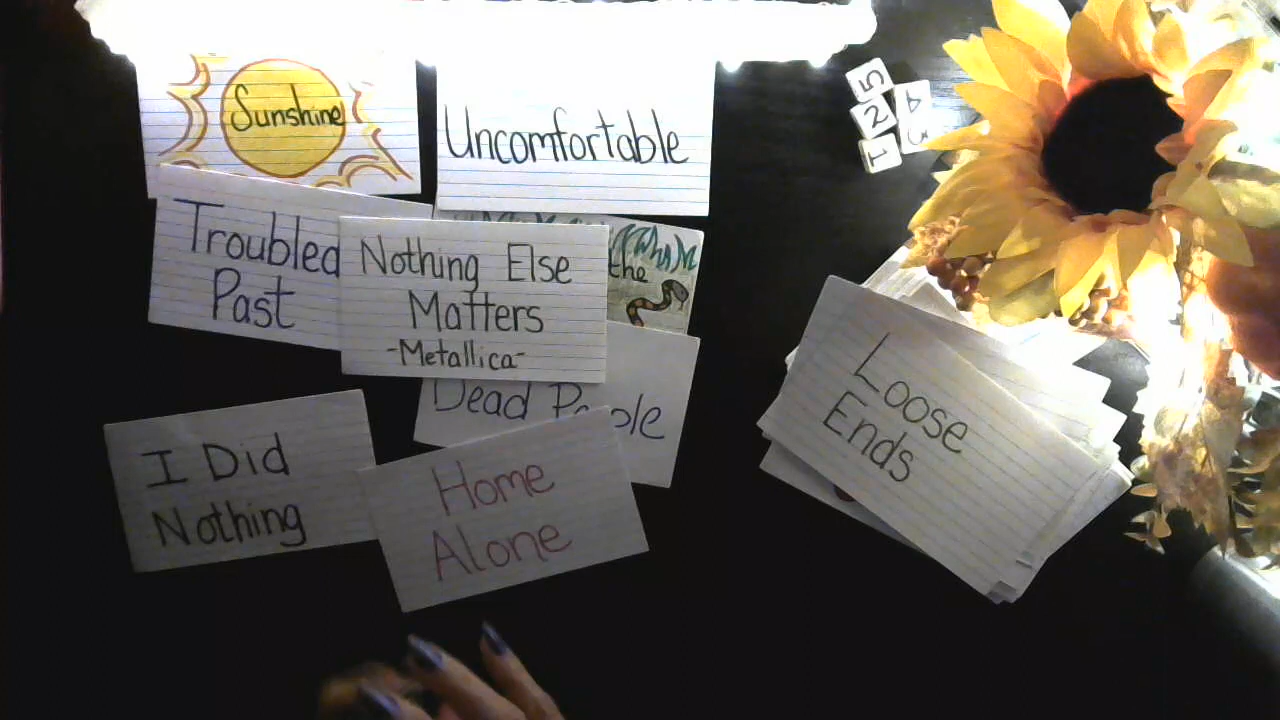 Sunshine
Uncomfortable
Troubled
Past
Nothing Else
Matters
-Metallica-
the
Dead
I Did
Nothing
Home
Alone
Loose
Ends
5
2
1